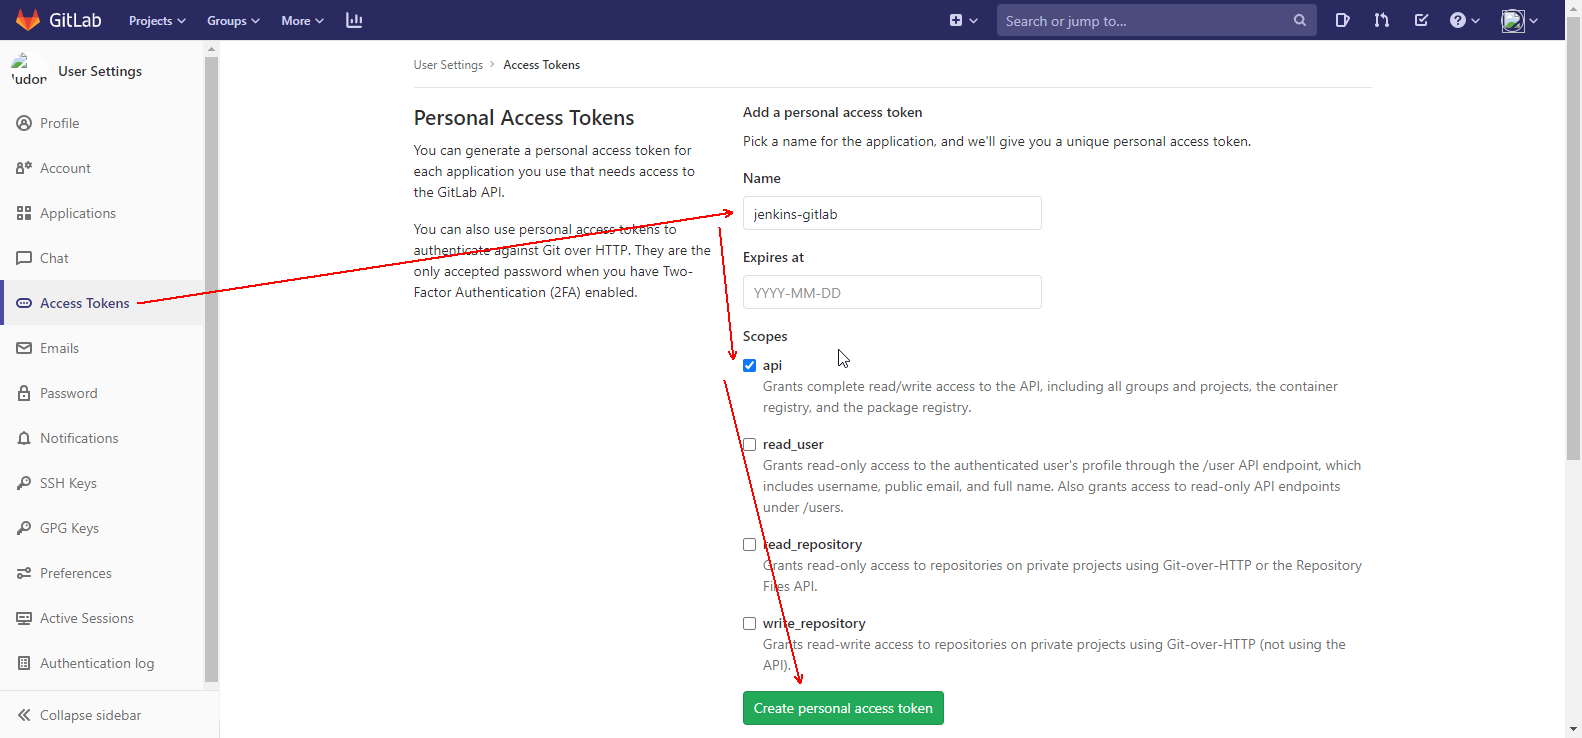 GitLab Projects Groups More Search or jump to...
User Settings
Profile
Account
Applications
Chat
Access Tokens
Emails
Password
Notifications
SSH Keys
GPG Keys
Preferences
Active Sessions
Authentication log
Collapse sidebar
User Settings > Access Tokens
Personal Access Tokens
You can generate a personal access token for
each application you use that needs access to
the GitLab API.
You can also use personal access tokens to
authenticate against Git over HTTP. They are the
only accepted password when you have Two-
Factor Authentication (2FA) enabled.
Add a personal access token
Pick a name for the application, and we'll give you a unique personal access token.
Name
jenkins-gitlab
Expires at
YYYY-MM-DD
Scopes
api
Grants complete read/write access to the API, including all groups and projects, the container
registry, and the package registry.
read_user
Grants read-only access to the authenticated user's profile through the /user API endpoint, which
includes username, public email, and full name. Also grants access to read-only API endpoints
under /users.
read_repository
Grants read-only access to repositories on private projects using Git-over-HTTP or the Repository
Files API.
write_repository
Grants read-write access to repositories on private projects using Git-over-HTTP (not using the
API).
Create personal access token